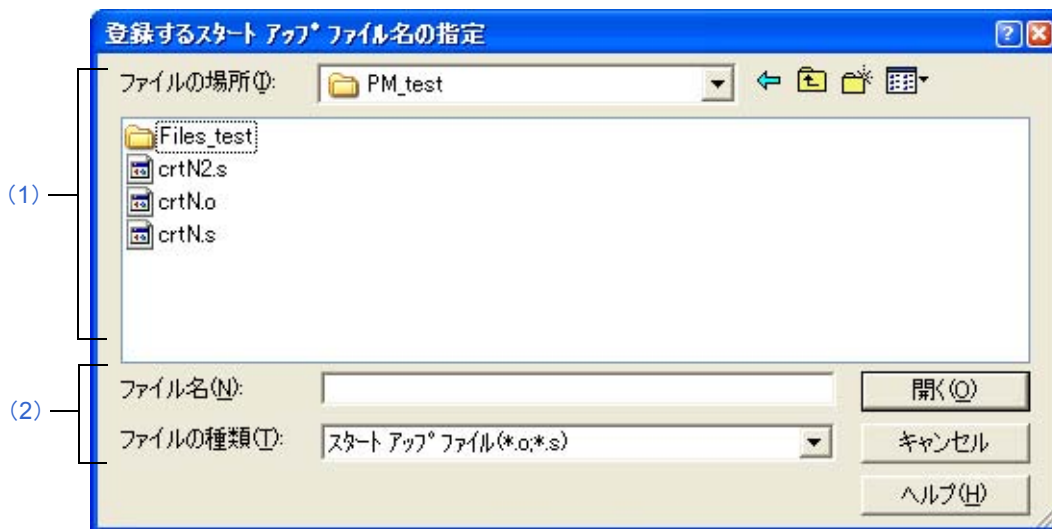 登録するスタート アップ ファイル名の指定
(1)
ファイルの場所(I):
PM_test
Files_test
crtN2.s
crtN.o
crtN.s
(2)
ファイル名(N):
開く(O)
ファイルの種類(T):
スタート アップ ファイル(*.o;*.s)
キャンセル
ヘルプ(H)